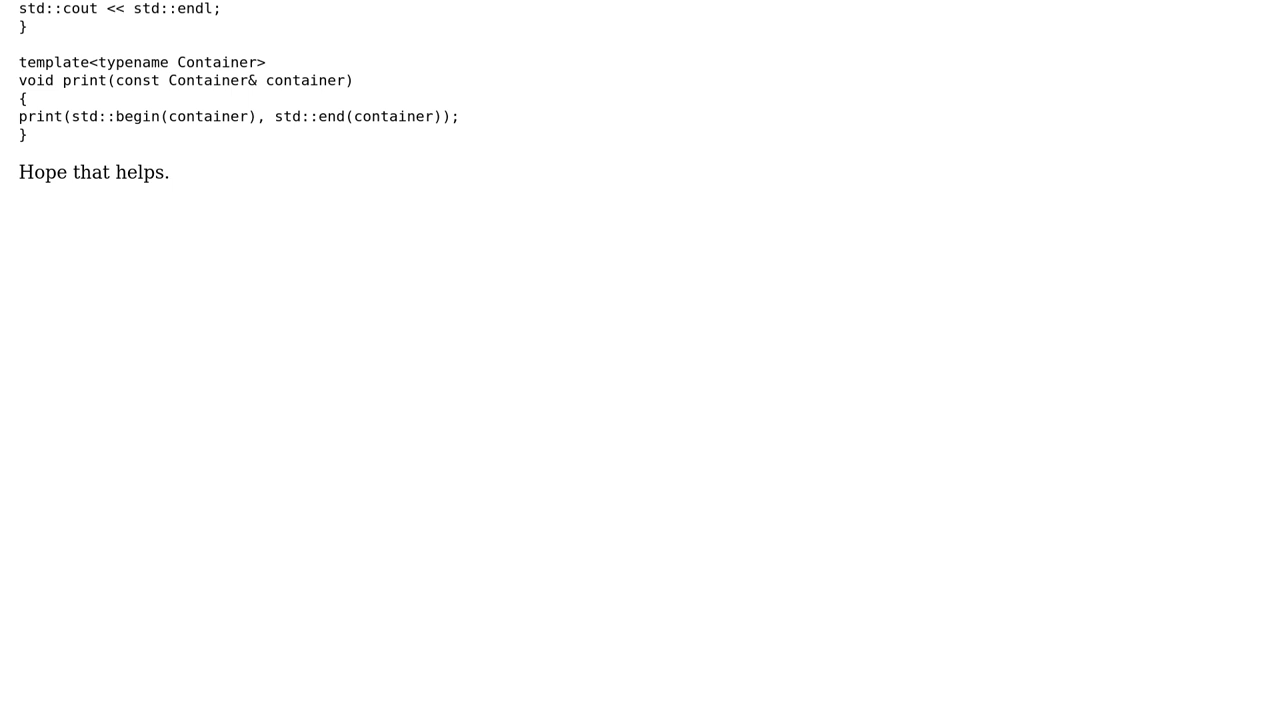 std::cout << std::endl;
}
template<typename Container>
void print(const Container& container)
{
print(std::begin(container), std::end(container));
}
Hope that helps.